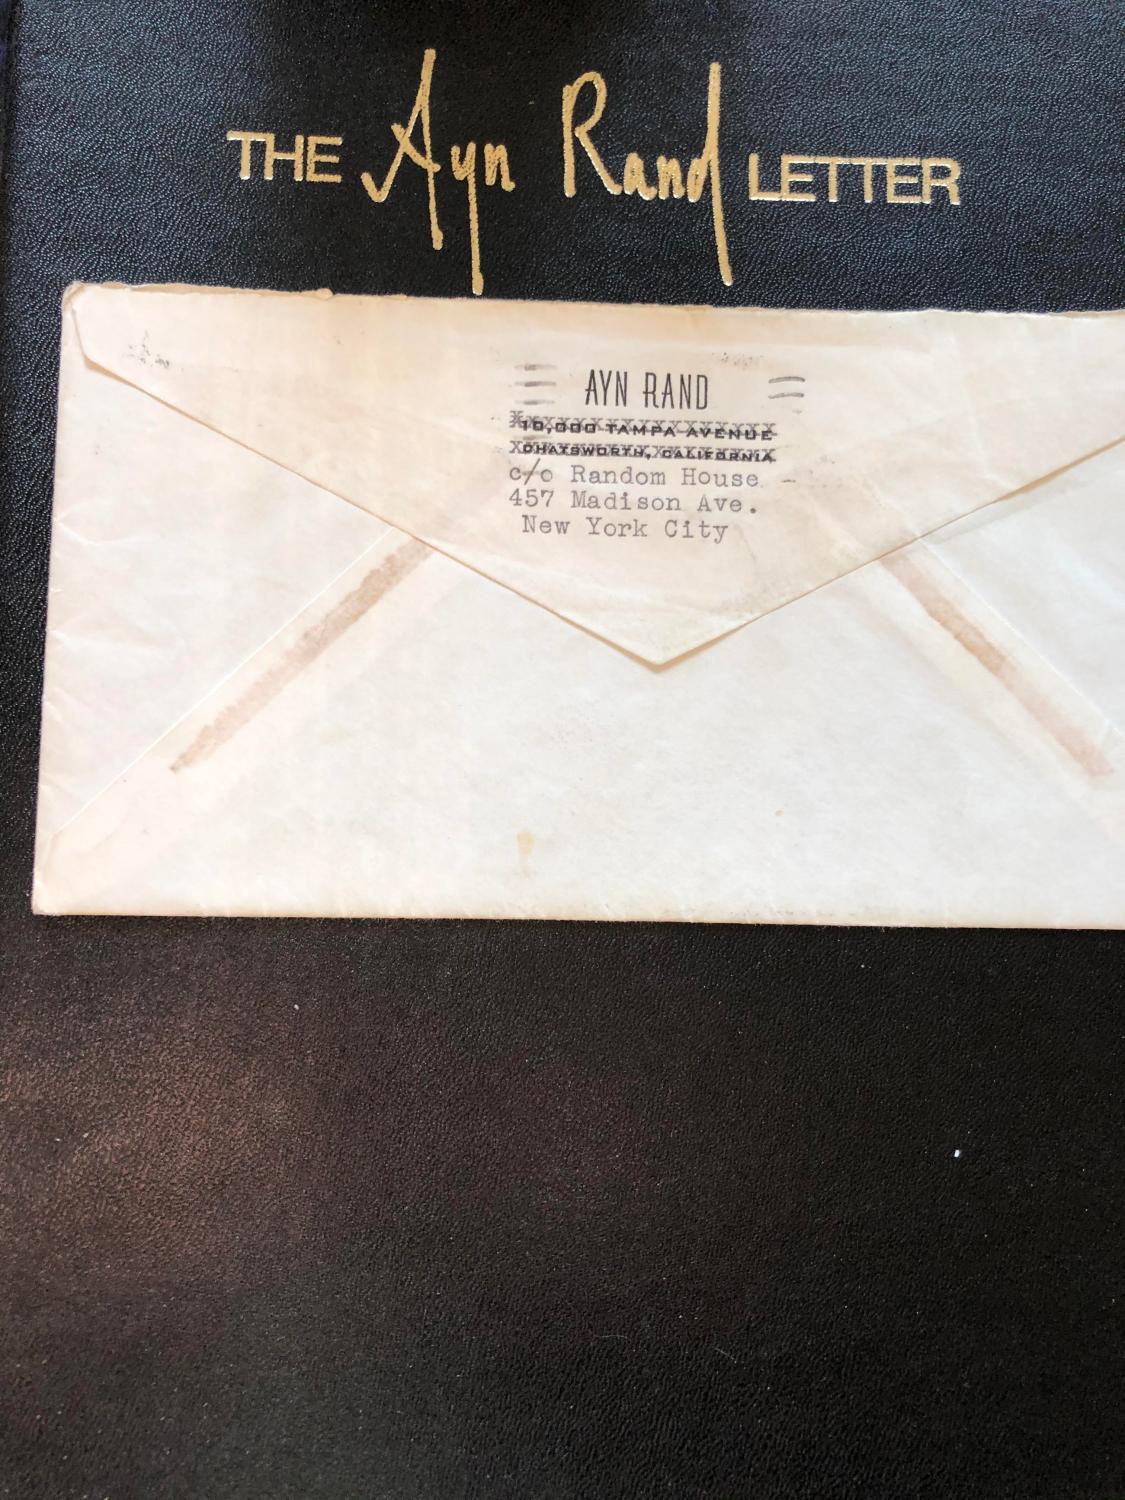 THE Ayn Rand LETTER
AYN RAND
10,000 TAMPA AVENUE
CHATSWORTH, CALIFORNIA
c/o Random House
457 Madison Ave.
New York City